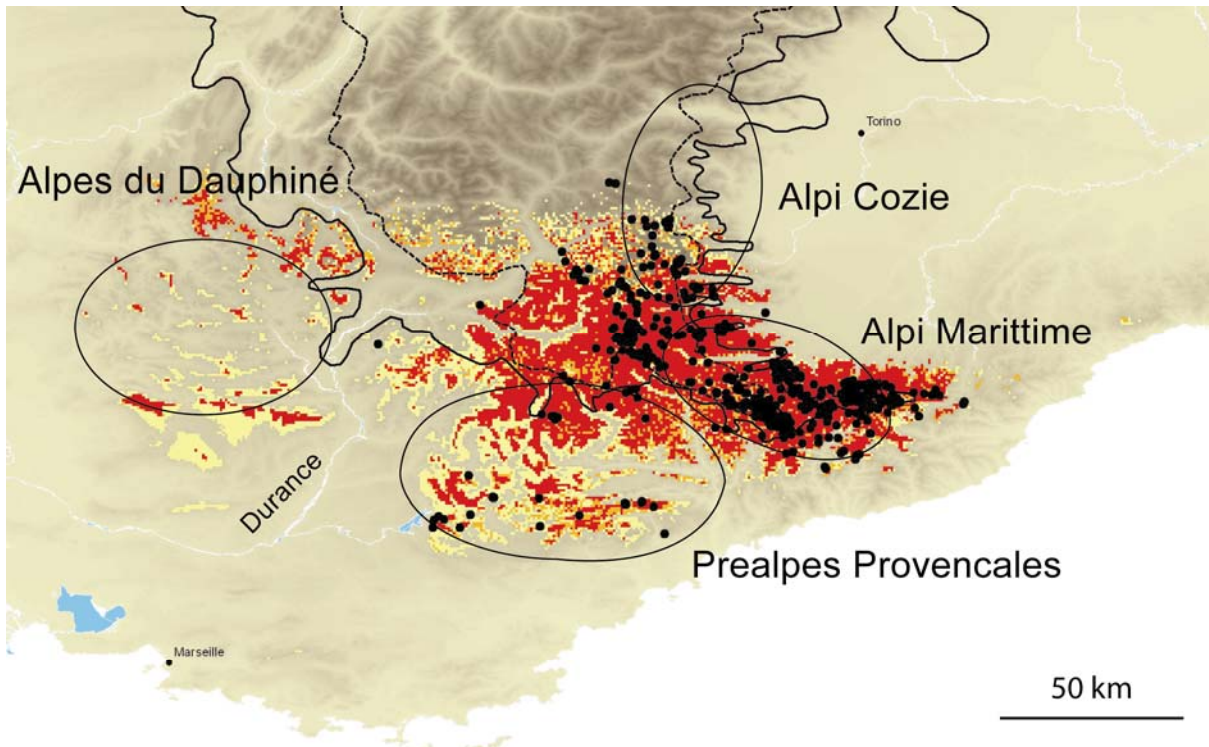 Torino
Alpes du Dauphiné
Alpi Cozie
Alpi Marittime
Durance
Prealpes Provencales
Marseille
50 km